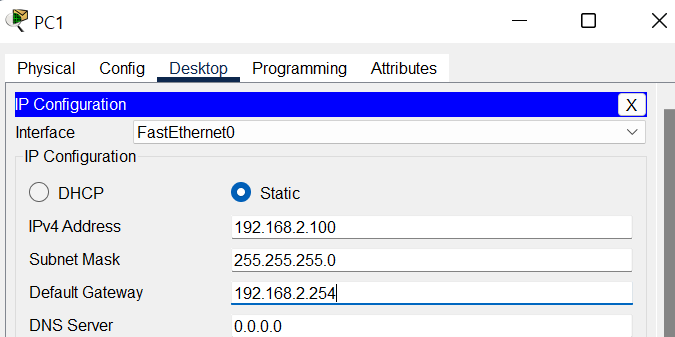 PC1
Physical Config Desktop Programming Attributes
IP Configuration X
Interface FastEthernet0
IP Configuration
DHCP Static
IPv4 Address 192.168.2.100
Subnet Mask 255.255.255.0
Default Gateway 192.168.2.254
DNS Server 0.0.0.0